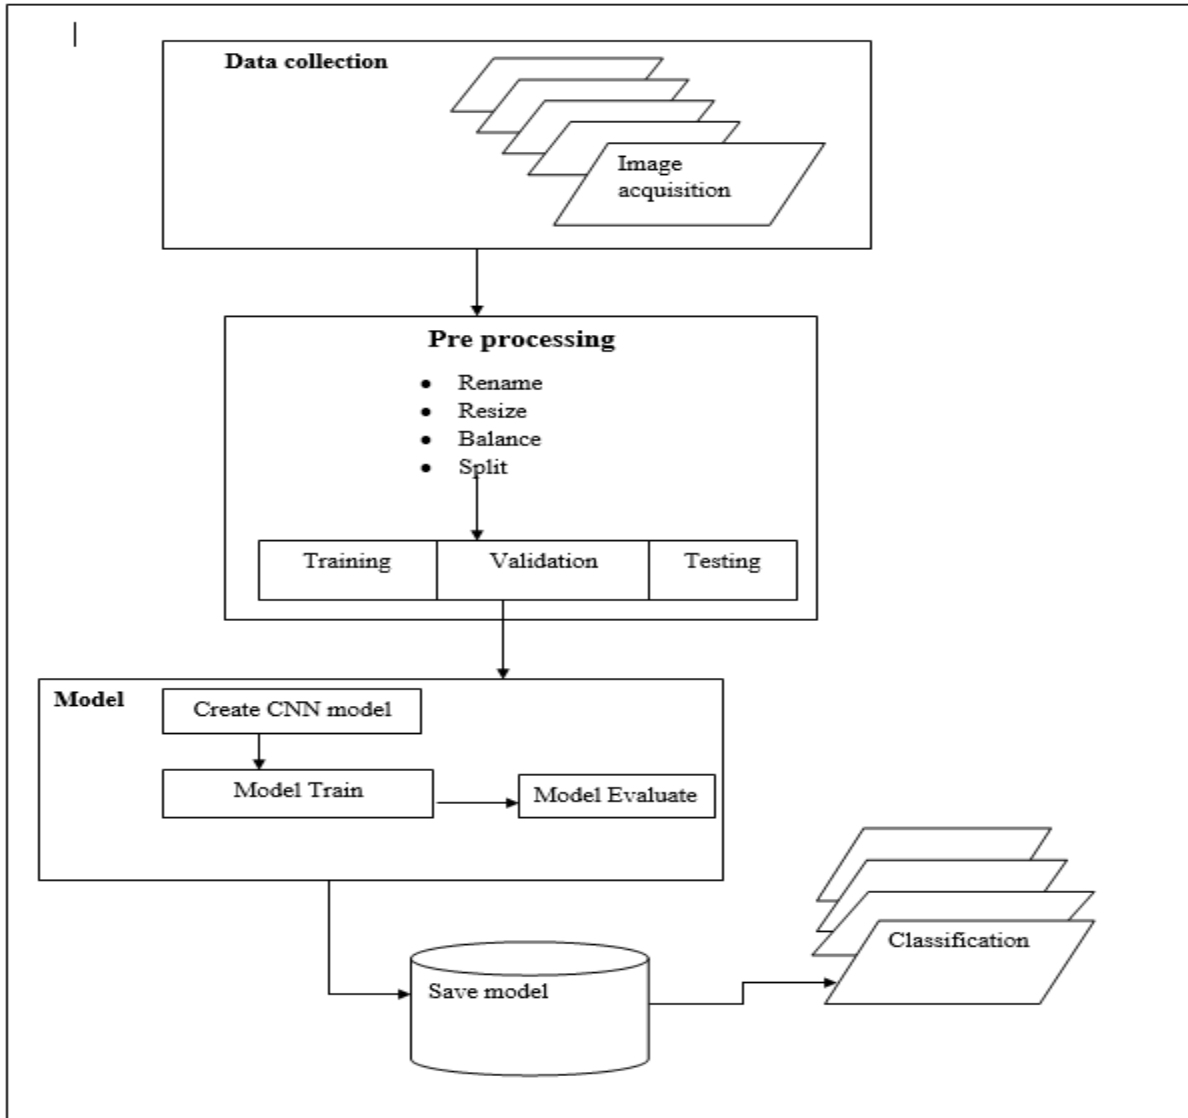 Data collection
Image
acquisition
Pre processing
• Rename
• Resize
• Balance
• Split
Training
Validation
Testing
Model
Create CNN model
Model Train
Model Evaluate
Classification
Save model